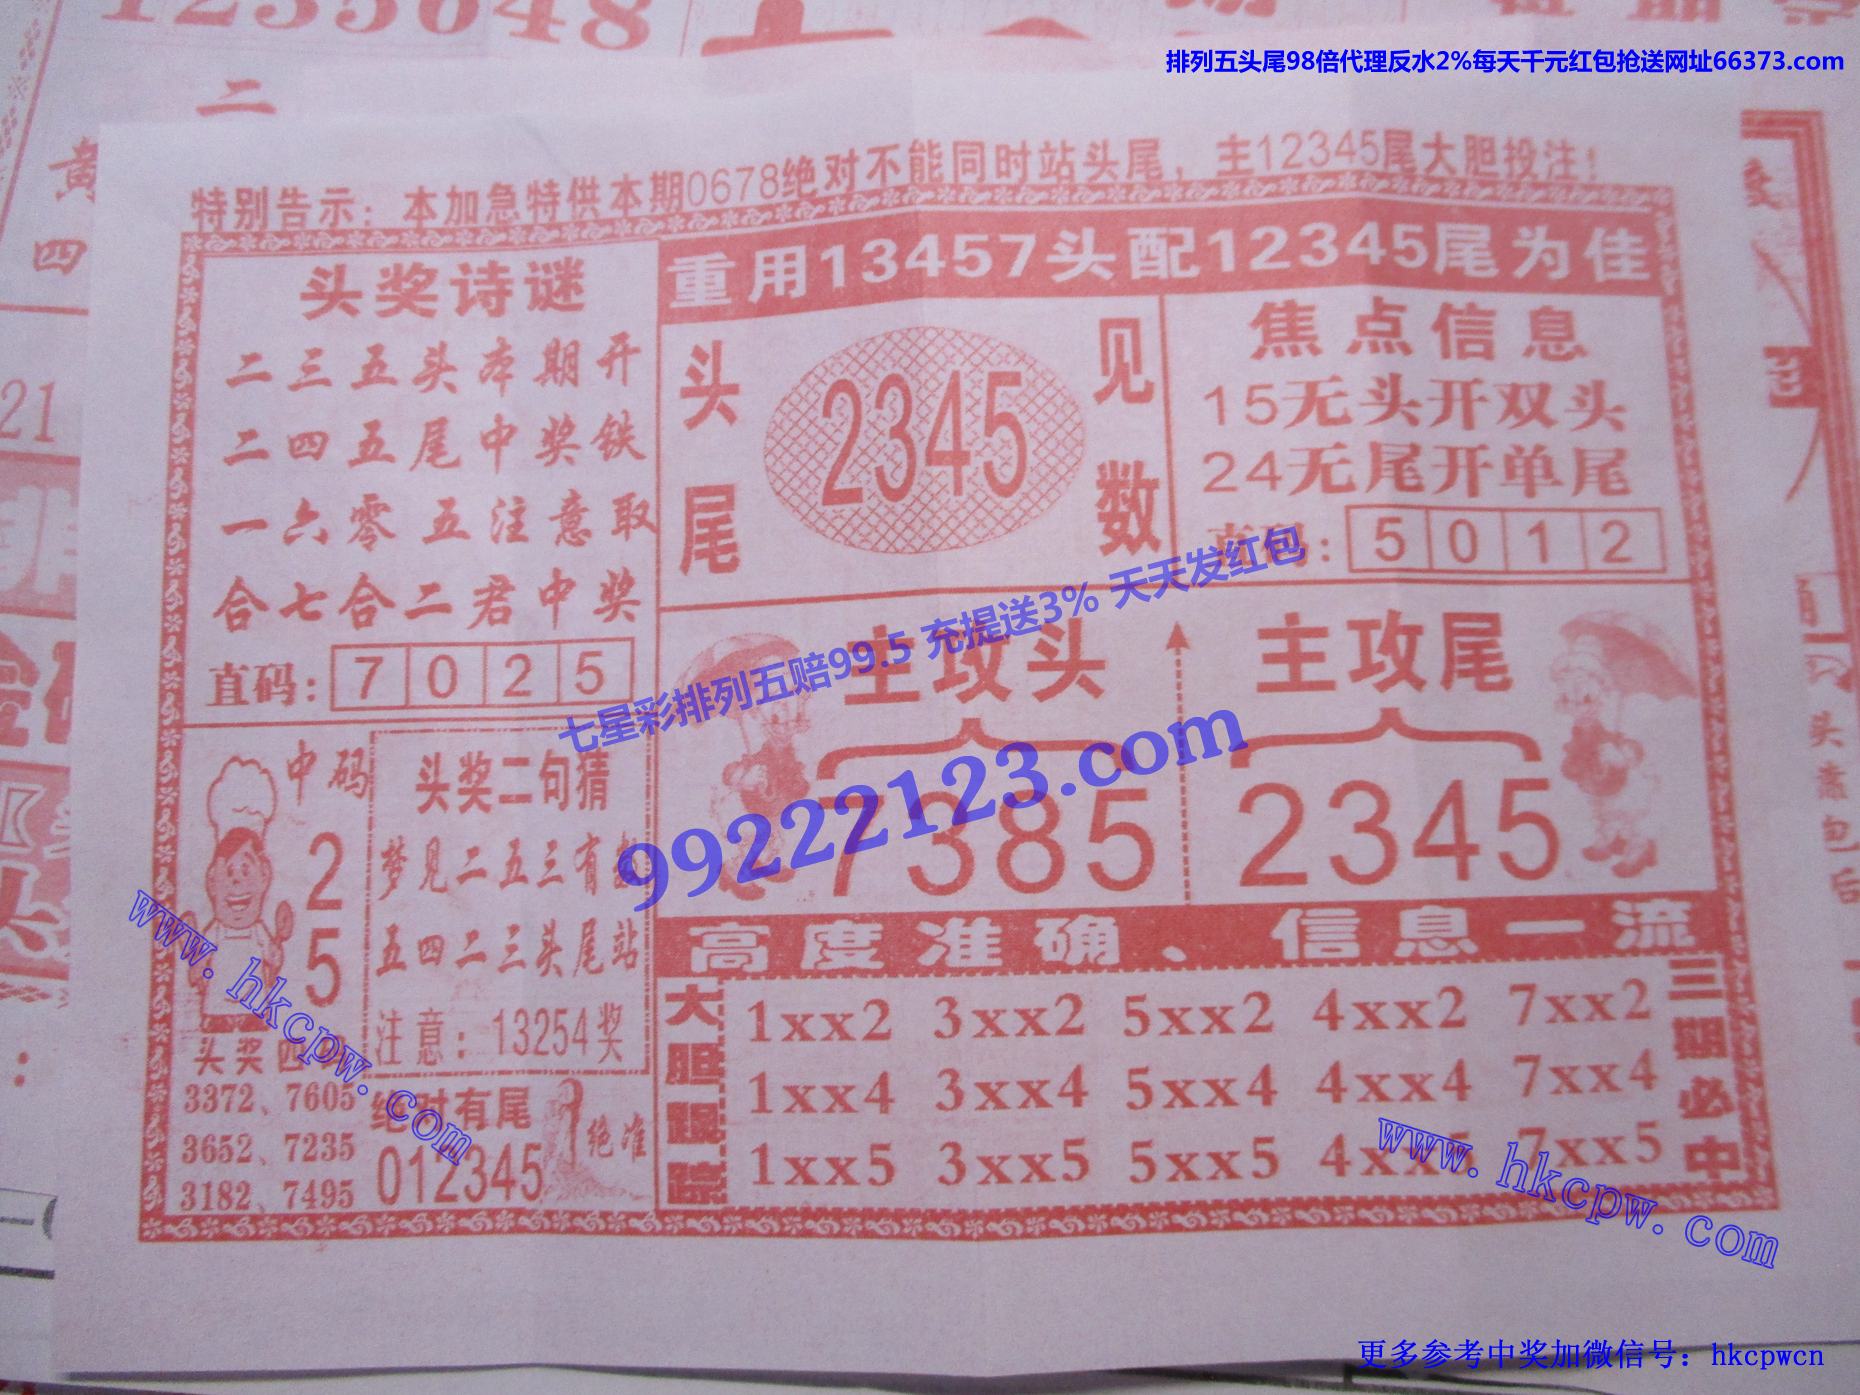 1235648
排列五头尾98倍代理反水2%每天千元红包抢送网址66373.com
二
黄
四
21
特别告示：本加急特供本期0678绝对不能同时站头尾，主12345尾大胆投注！
头奖诗谜
二三五头本期开
二四五尾中奖铁
一六零五注意取
合七合二君中奖
直码：7025
重用13457头配12345尾为佳
头尾
2345
见数
焦点信息
15无头开双头
24无尾开单尾
直码：5012
七星彩排列五赔99.5 充提送3% 天天发红包
99222123.com
主攻头
7385
主攻尾
2345
中码
25
头奖二句猜
梦见二五三有
五四二三头尾站
注意：13254奖
头奖四
3372、7605
3652、7235
3182、7495
绝对有尾
012345
绝准
高度准确、信息一流
大胆跟踪
1xx2 3xx2 5xx2 4xx2 7xx2
1xx4 3xx4 5xx4 4xx4 7xx4
1xx5 3xx5 5xx5 4xx5 7xx5
三期必中
www.hkcpw.com
www.hkcpw.com
更多参考中奖加微信号：hkcpwcn